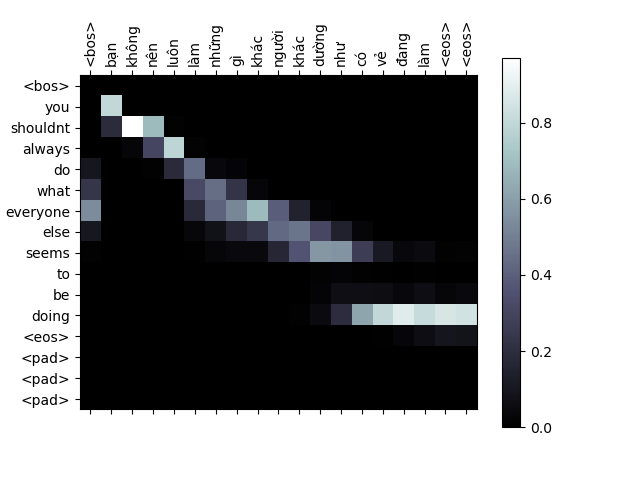 <bos> bạn không nên luôn làm những gì khác người khác dường như có vẻ đang làm <eos> <eos>
<bos>
you
shouldnt
always
do
what
everyone
else
seems
to
be
doing
<eos>
<pad>
<pad>
<pad>
0.8
0.6
0.4
0.2
0.0